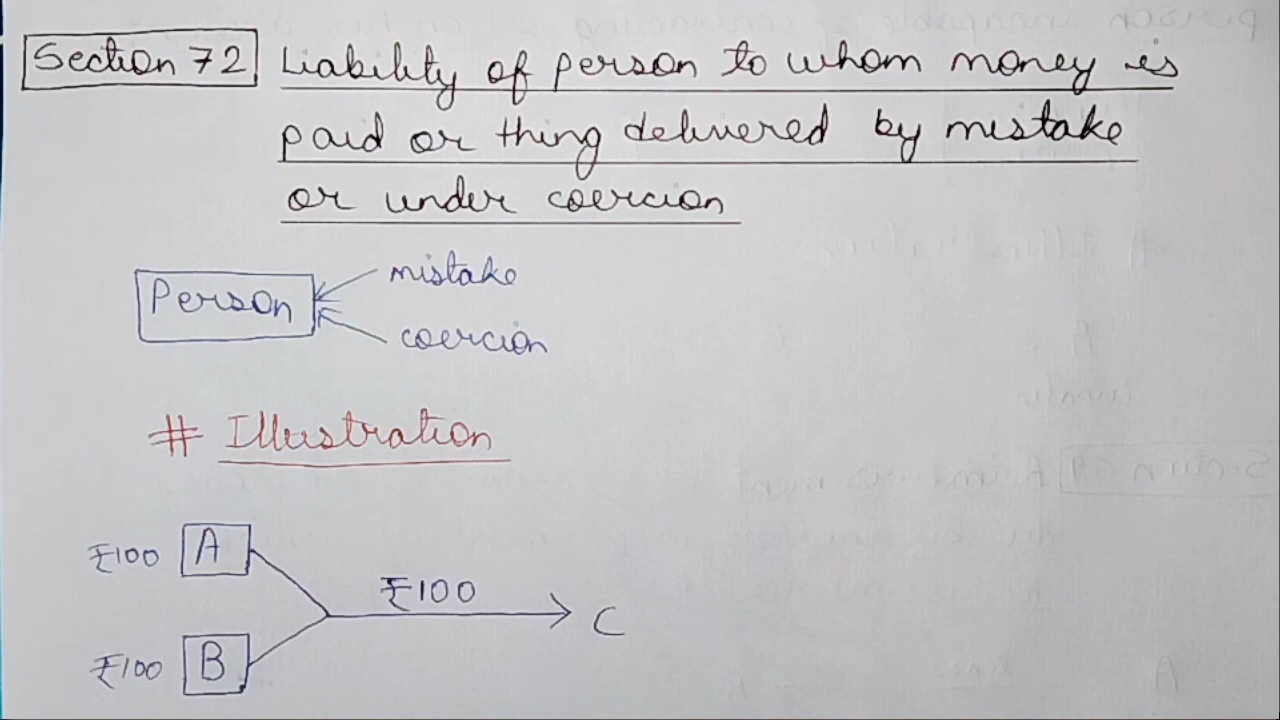 Section 72 Liability of person to whom money is
paid or thing delivered by mistake
or under coercion
mistake
Person
coercion
# Illustration
₹100 A
₹100
C
₹100 B